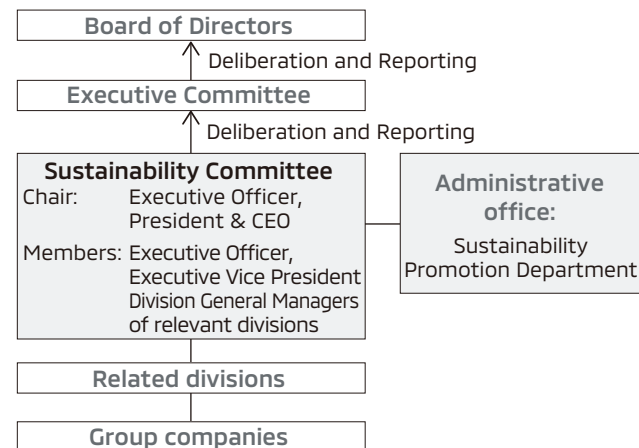 Board of Directors
Deliberation and Reporting
Executive Committee
Deliberation and Reporting
Sustainability Committee
Chair: Executive Officer,
President & CEO
Members: Executive Officer,
Executive Vice President
Division General Managers
of relevant divisions
Administrative
office:
Sustainability
Promotion Department
Related divisions
Group companies